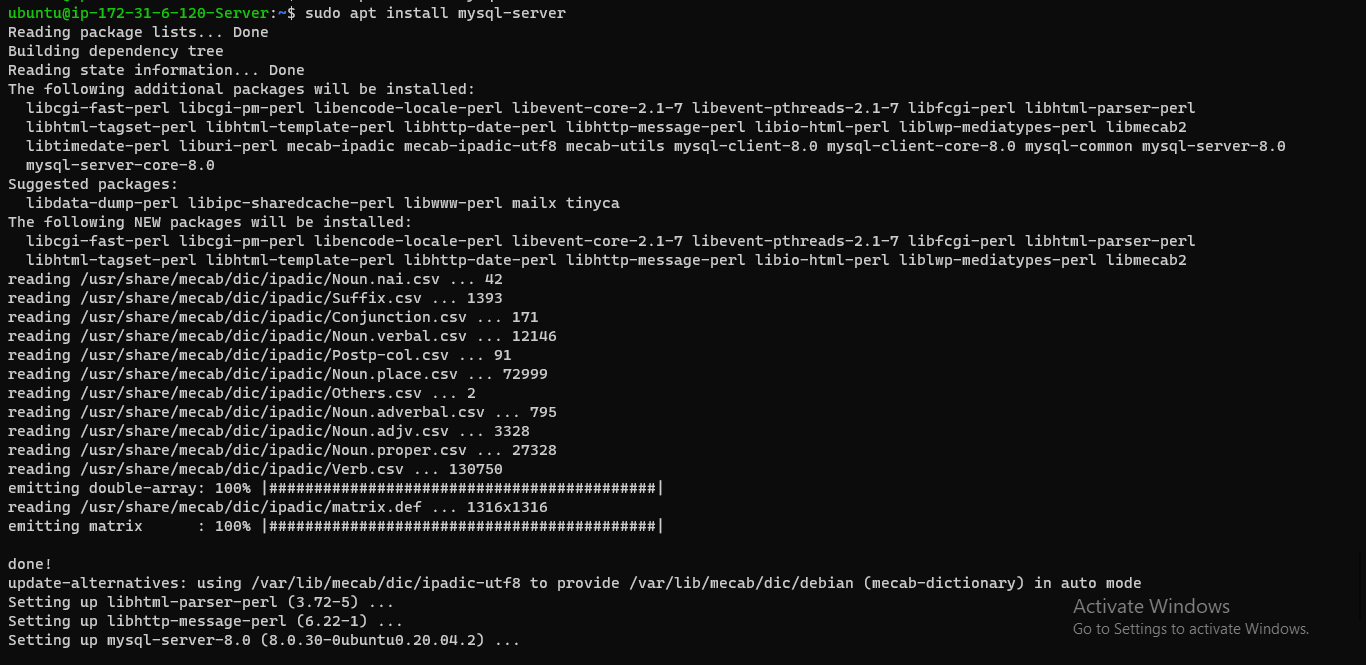 ubuntu@ip-172-31-6-120-Server:~$ sudo apt install mysql-server
Reading package lists... Done
Building dependency tree
Reading state information... Done
The following additional packages will be installed:
  libcgi-fast-perl libcgi-pm-perl libencode-locale-perl libevent-core-2.1-7 libevent-pthreads-2.1-7 libfcgi-perl libhtml-parser-perl
  libhtml-tagset-perl libhtml-template-perl libhttp-date-perl libhttp-message-perl libio-html-perl liblwp-mediatypes-perl libmecab2
  libtimedate-perl liburi-perl mecab-ipadic mecab-ipadic-utf8 mecab-utils mysql-client-8.0 mysql-client-core-8.0 mysql-common mysql-server-8.0
  mysql-server-core-8.0
Suggested packages:
  libdata-dump-perl libipc-sharedcache-perl libwww-perl mailx tinyca
The following NEW packages will be installed:
  libcgi-fast-perl libcgi-pm-perl libencode-locale-perl libevent-core-2.1-7 libevent-pthreads-2.1-7 libfcgi-perl libhtml-parser-perl
  libhtml-tagset-perl libhtml-template-perl libhttp-date-perl libhttp-message-perl libio-html-perl liblwp-mediatypes-perl libmecab2
reading /usr/share/mecab/dic/ipadic/Noun.nai.csv ... 42
reading /usr/share/mecab/dic/ipadic/Suffix.csv ... 1393
reading /usr/share/mecab/dic/ipadic/Conjunction.csv ... 171
reading /usr/share/mecab/dic/ipadic/Noun.verbal.csv ... 12146
reading /usr/share/mecab/dic/ipadic/Postp-col.csv ... 91
reading /usr/share/mecab/dic/ipadic/Noun.place.csv ... 72999
reading /usr/share/mecab/dic/ipadic/Others.csv ... 2
reading /usr/share/mecab/dic/ipadic/Noun.adverbal.csv ... 795
reading /usr/share/mecab/dic/ipadic/Noun.adjv.csv ... 3328
reading /usr/share/mecab/dic/ipadic/Noun.proper.csv ... 27328
reading /usr/share/mecab/dic/ipadic/Verb.csv ... 130750
emitting double-array: 100% |###########################################|
reading /usr/share/mecab/dic/ipadic/matrix.def ... 1316x1316
emitting matrix      : 100% |###########################################|
done!
update-alternatives: using /var/lib/mecab/dic/ipadic-utf8 to provide /var/lib/mecab/dic/debian (mecab-dictionary) in auto mode
Setting up libhtml-parser-perl (3.72-5) ...
Setting up libhttp-message-perl (6.22-1) ...
Setting up mysql-server-8.0 (8.0.30-0ubuntu0.20.04.2) ...
Activate Windows
Go to Settings to activate Windows.